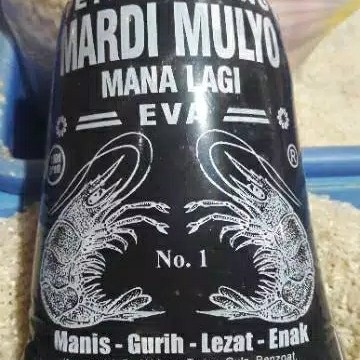 MARDI MULYO
MANA LAGI
EVA
®
No. 1
Manis - Gurih - Lezat - Enak